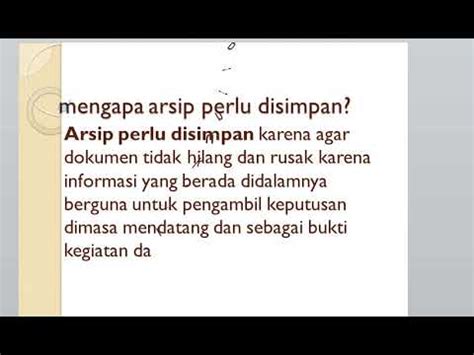 mengapa arsip perlu disimpan?
Arsip perlu disimpan karena agar
dokumen tidak hilang dan rusak karena
informasi yang berada didalamnya
berguna untuk pengambil keputusan
dimasa mendatang dan sebagai bukti
kegiatan da